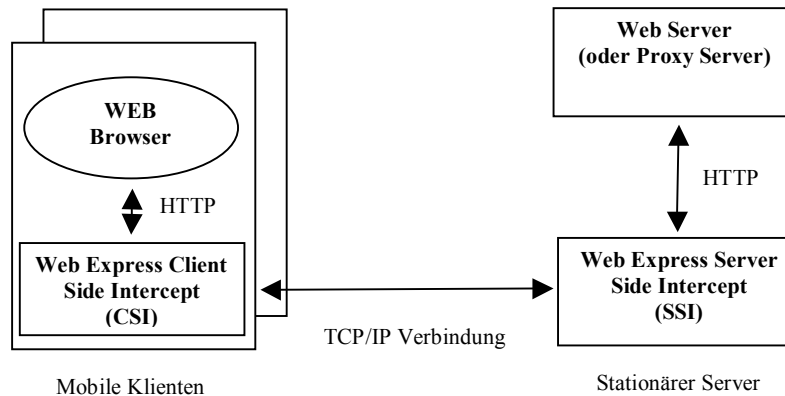 WEB
Browser
HTTP
Web Express Client
Side Intercept
(CSI)
Mobile Klienten
TCP/IP Verbindung
Web Server
(oder Proxy Server)
HTTP
Web Express Server
Side Intercept
(SSI)
Stationärer Server